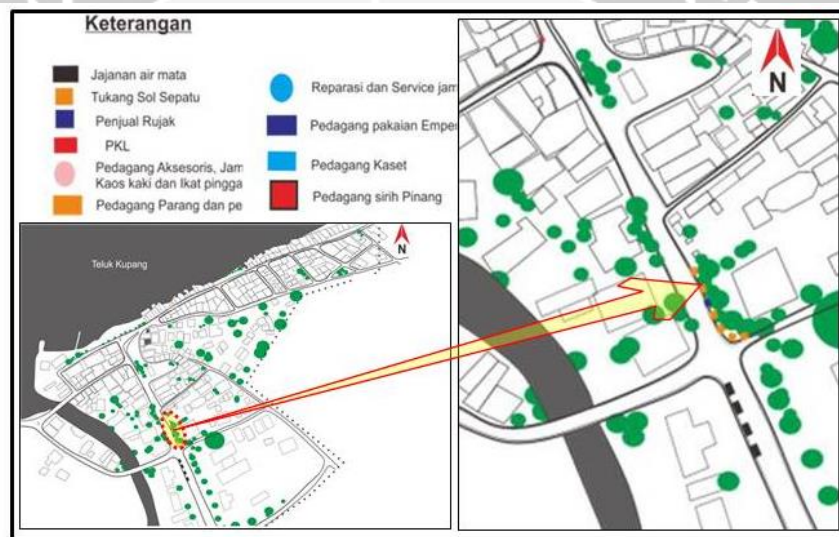 Keterangan
Jajanan air mata
Tukang Sol Sepatu
Penjual Rujak
PKL
Pedagang Aksesoris, Jam
Kaos kaki dan Ikat pingga
Pedagang Parang dan pe
Reparasi dan Service jam
Pedagang pakaian Emper
Pedagang Kaset
Pedagang sirih Pinang
Teluk Kupang
N
N